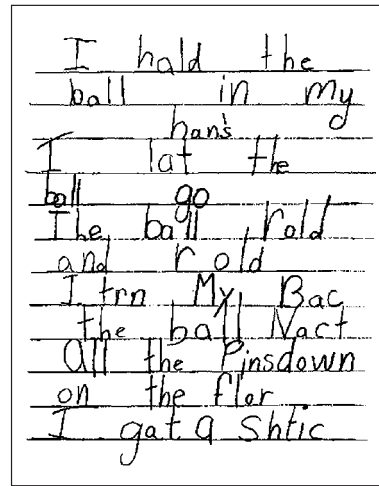 I hald the
ball in my
han's
I lat the
ball go
The ball rold
and rold
I trn My Bac
the ball Nact
all the Pinsdown
on the flor
I gat a Shtic